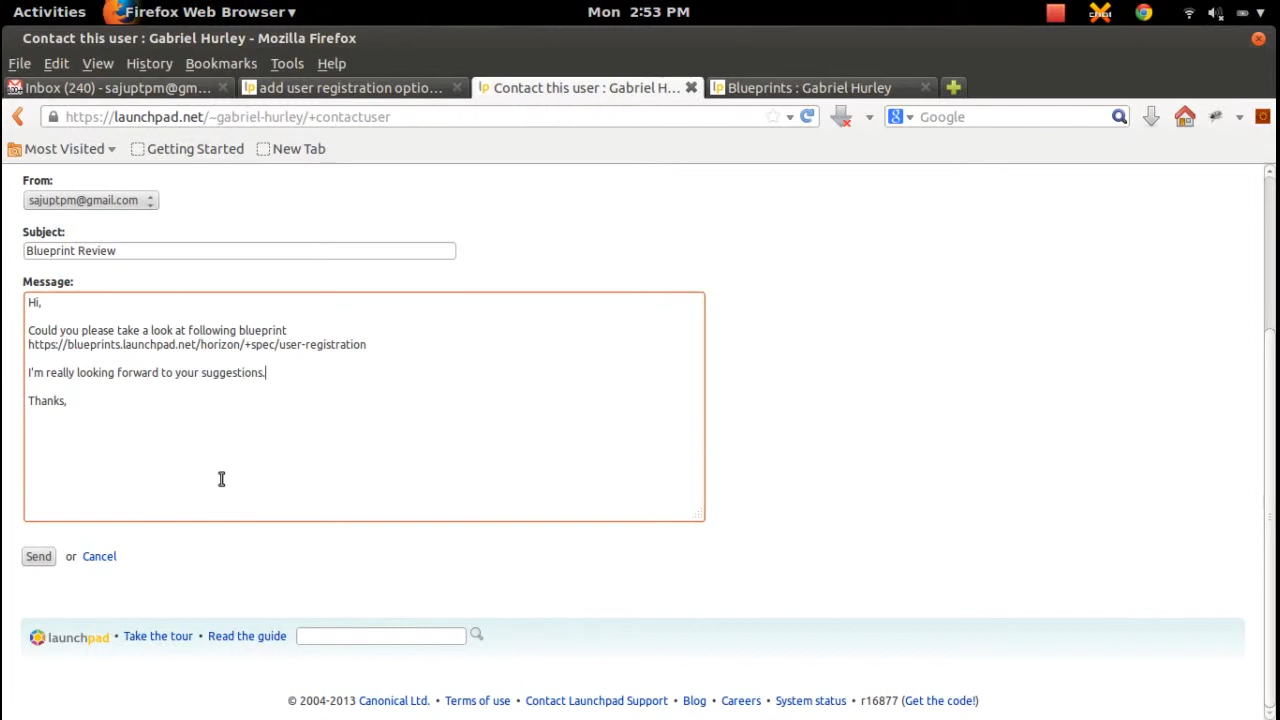 Activities Firefox Web Browser Mon 2:53 PM
Contact this user : Gabriel Hurley - Mozilla Firefox
File Edit View History Bookmarks Tools Help
Inbox (240) - sajuptpm@gm... add user registration optio... Contact this user : Gabriel H... Blueprints : Gabriel Hurley
https://launchpad.net/~gabriel-hurley/+contactuser Google
Most Visited Getting Started New Tab
From:
sajuptpm@gmail.com
Subject:
Blueprint Review
Message:
Hi,
Could you please take a look at following blueprint
https://blueprints.launchpad.net/horizon/+spec/user-registration
I'm really looking forward to your suggestions.
Thanks,
Send or Cancel
launchpad • Take the tour • Read the guide
© 2004-2013 Canonical Ltd. • Terms of use • Contact Launchpad Support • Blog • Careers • System status • r16877 (Get the code!)